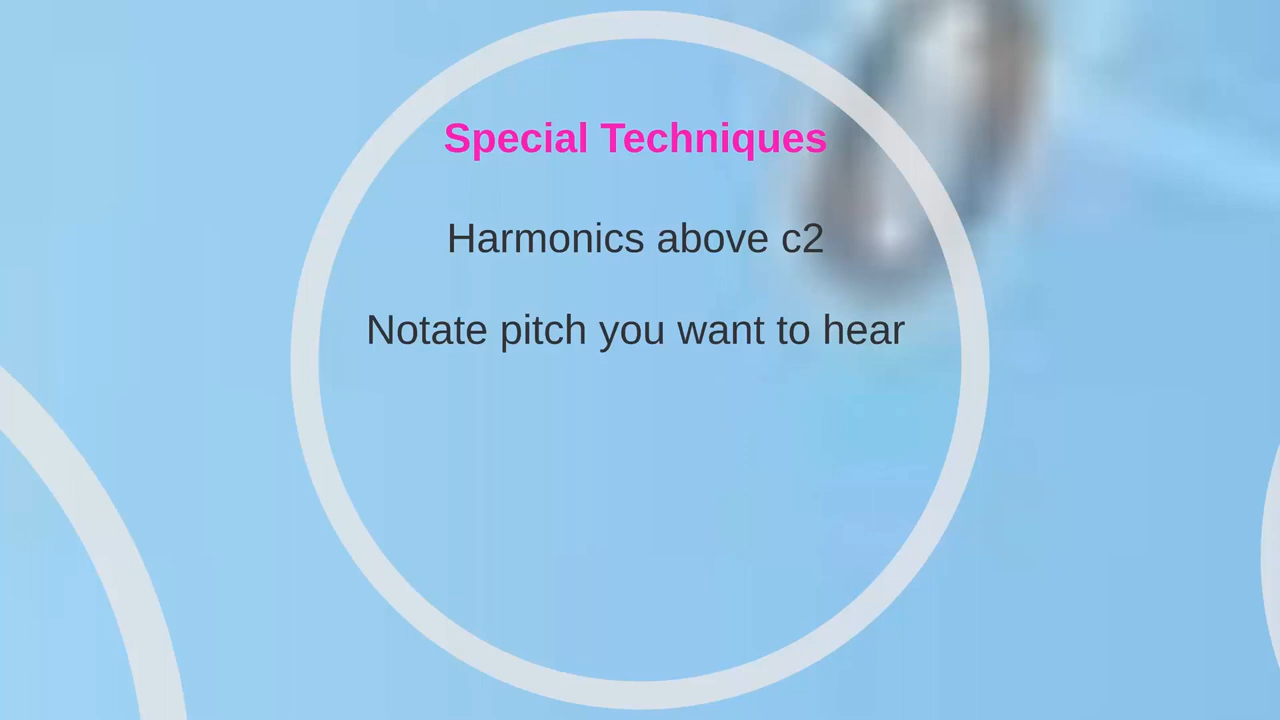 Special Techniques
Harmonics above c2
Notate pitch you want to hear